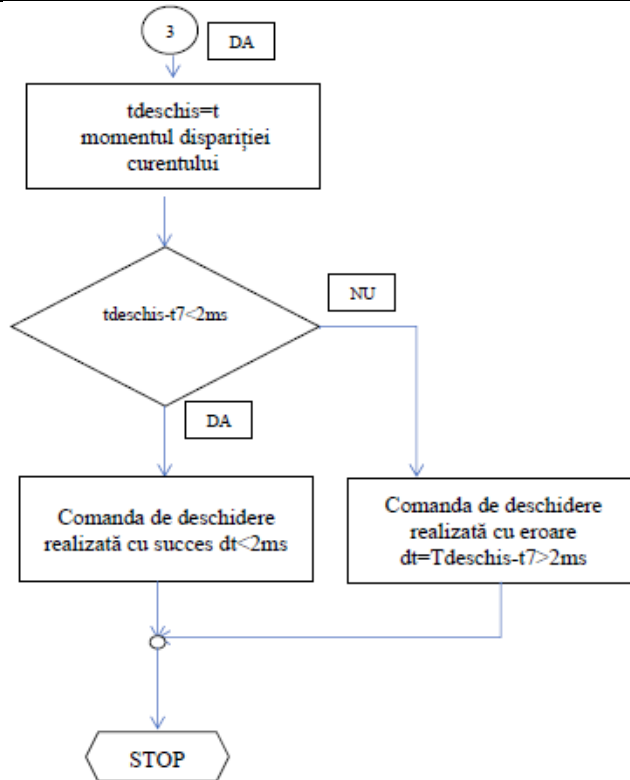 3
DA
tdeschis=t
momentul dispariției
curentului
tdeschis-t7<2ms
NU
DA
Comanda de deschidere
realizată cu succes dt<2ms
Comanda de deschidere
realizată cu eroare
dt=Tdeschis-t7>2ms
STOP